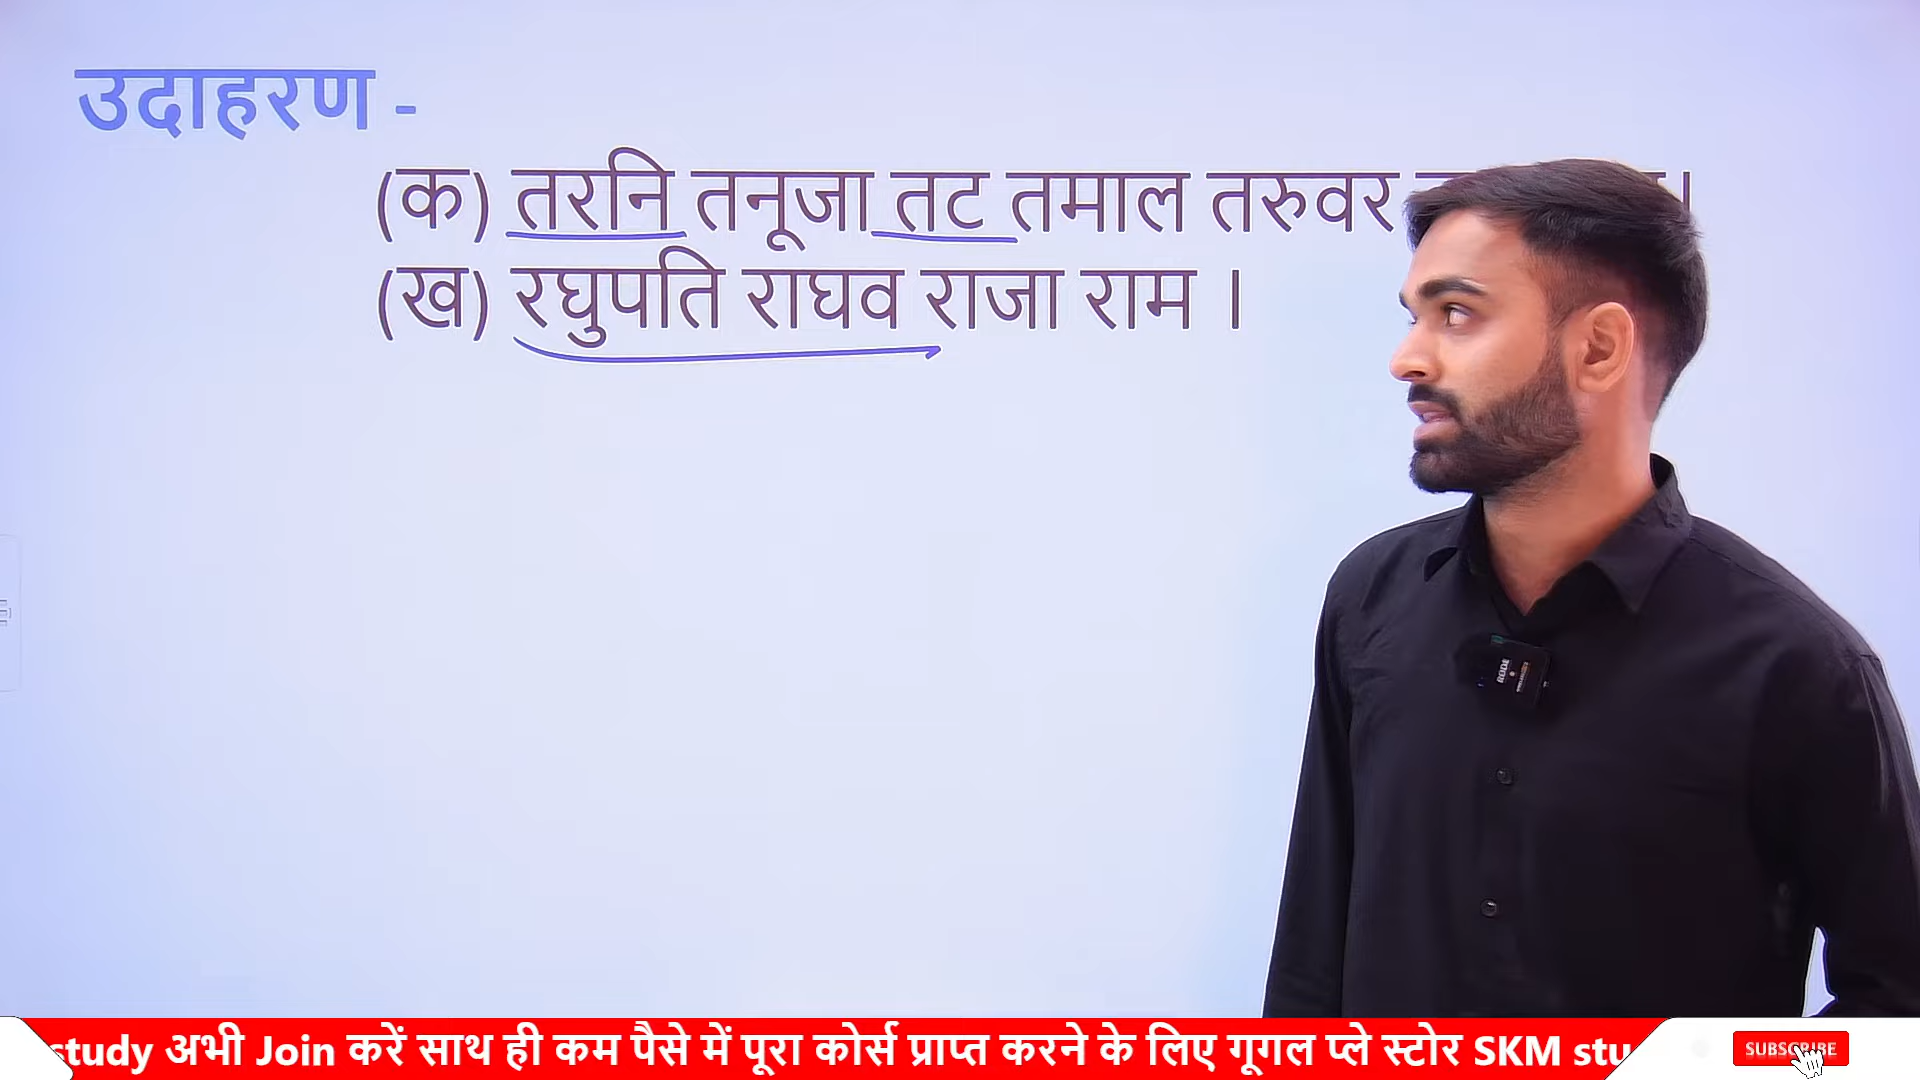 उदाहरण -
(क) तरनि तनूजा तट तमाल तरुवर ।
(ख) रघुपति राघव राजा राम ।
RODE
study अभी Join करें साथ ही कम पैसे में पूरा कोर्स प्राप्त करने के लिए गूगल प्ले स्टोर SKM stu
SUBSCRIBE